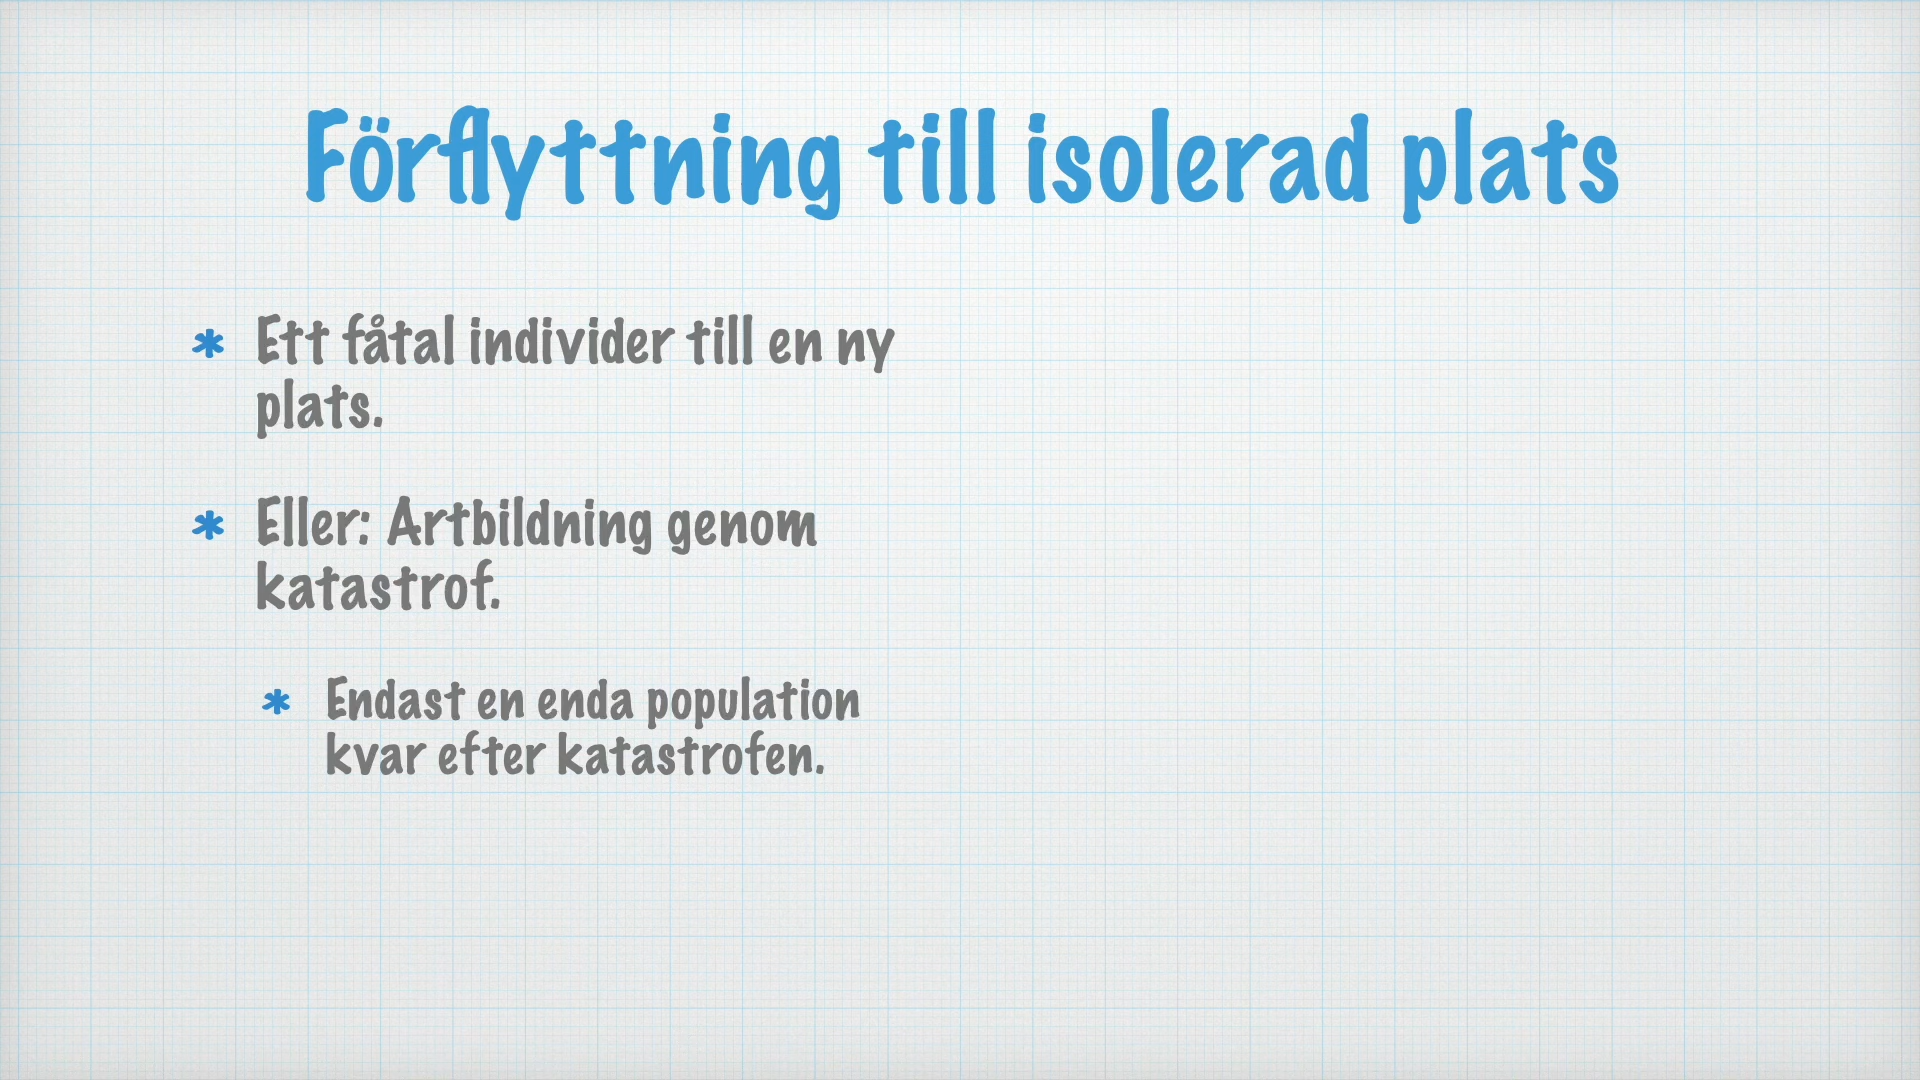 Förflyttning till isolerad plats
* Ett fåtal individer till en ny
plats.
* Eller: Artbildning genom
katastrof.
* Endast en enda population
kvar efter katastrofen.